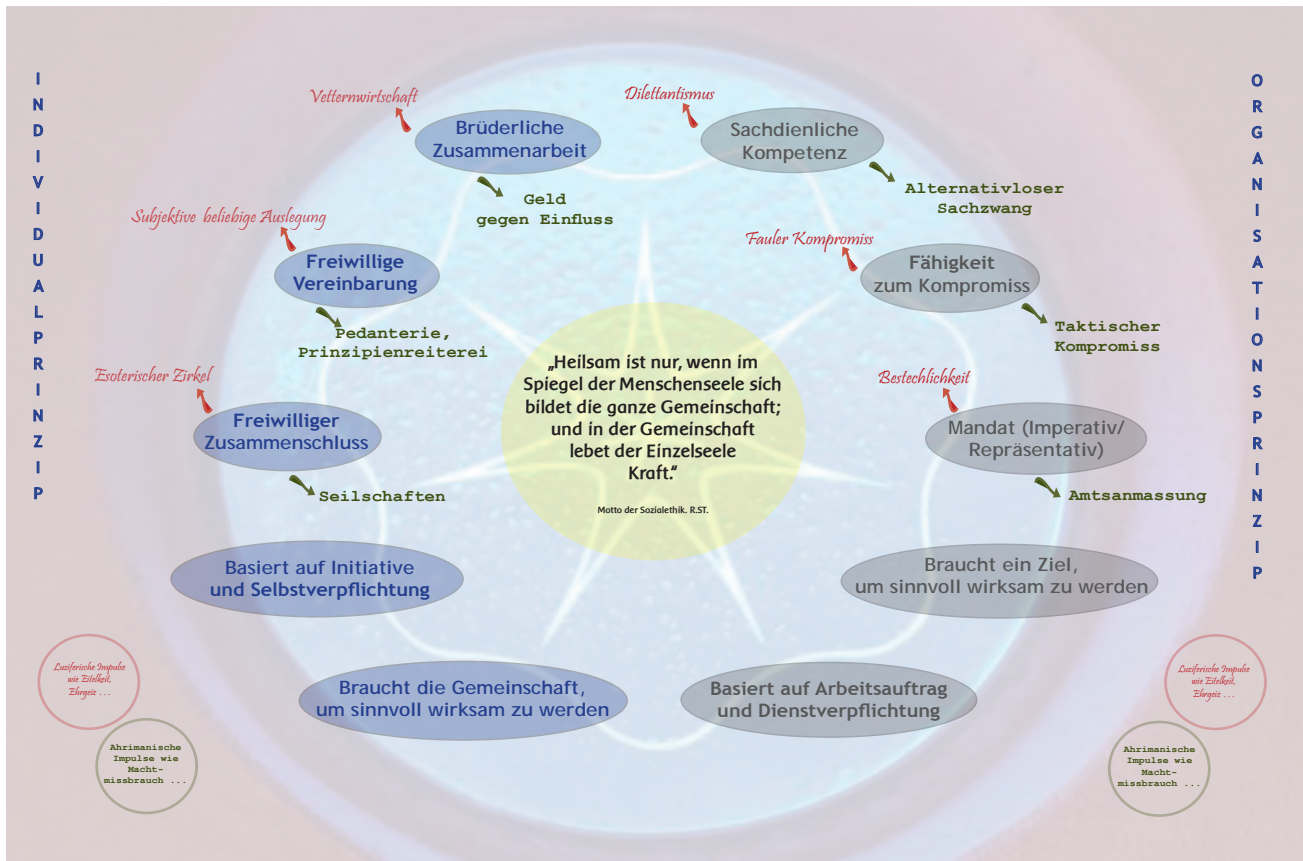 INDIVIDUALPRINZIP
Vetternwirtschaft
Brüderliche
Zusammenarbeit
Geld
gegen Einfluss
Subjektive beliebige Auslegung
Freiwillige
Vereinbarung
Pedanterie,
Prinzipienreiterei
Esoterischer Zirkel
Freiwilliger
Zusammenschluss
Seilschaften
Basiert auf Initiative
und Selbstverpflichtung
Braucht die Gemeinschaft,
um sinnvoll wirksam zu werden
Luziferische Impulse
wie Eitelkeit,
Ehrgeiz ...
Ahrimanische
Impulse wie
Macht-
missbrauch ...
„Heilsam ist nur, wenn im
Spiegel der Menschenseele sich
bildet die ganze Gemeinschaft;
und in der Gemeinschaft
lebet der Einzelseele
Kraft.“
Motto der Sozialethik. R.ST.
Dilettantismus
Sachdienliche
Kompetenz
Alternativloser
Sachzwang
Fauler Kompromiss
Fähigkeit
zum Kompromiss
Taktischer
Kompromiss
Bestechlichkeit
Mandat (Imperativ/
Repräsentativ)
Amtsanmassung
Braucht ein Ziel,
um sinnvoll wirksam zu werden
Basiert auf Arbeitsauftrag
und Dienstverpflichtung
ORGANISATIONSPRINZIP
Luziferische Impulse
wie Eitelkeit,
Ehrgeiz ...
Ahrimanische
Impulse wie
Macht-
missbrauch ...